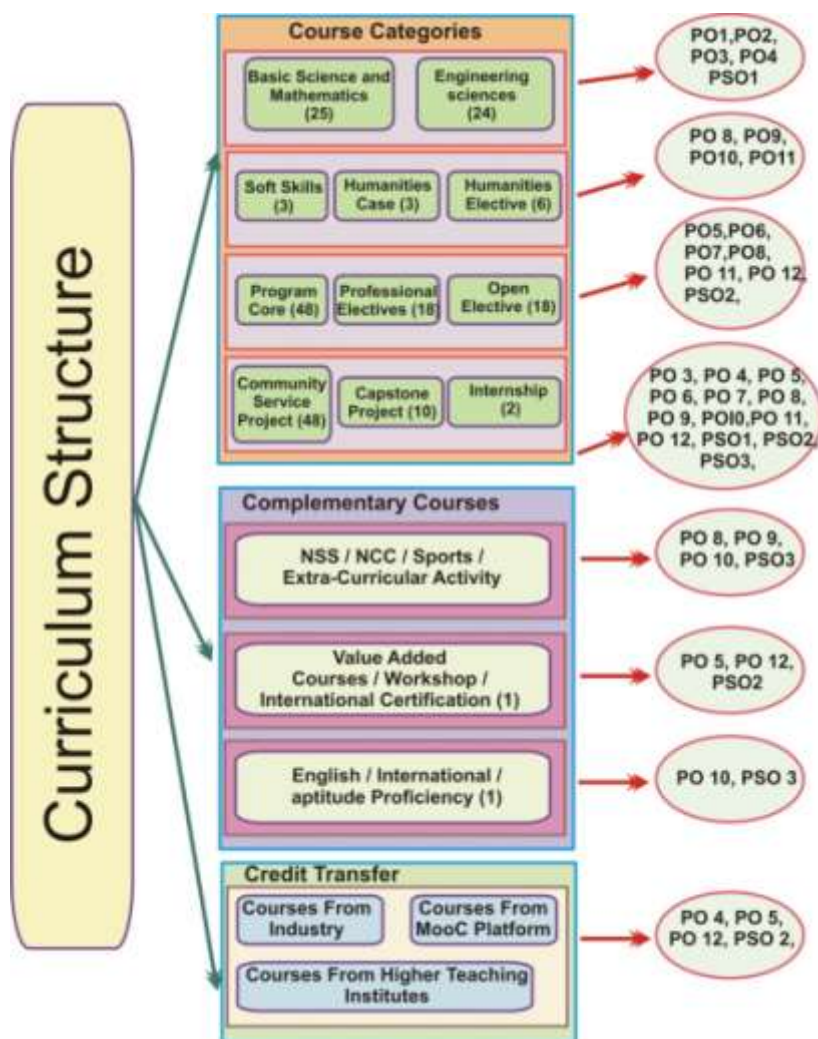 Curriculum Structure
Course Categories
Basic Science and
Mathematics
(25)
Engineering
sciences
(24)
PO1,PO2,
PO3, PO4
PSO1
Soft Skills
(3)
Humanities
Case (3)
Humanities
Elective (6)
PO 8, PO9,
PO10, PO11
Program
Core (48)
Professional
Electives (18)
Open
Elective (18)
PO5,PO6,
PO7,PO8,
PO 11, PO 12,
PSO2,
Community
Service
Project (48)
Capstone
Project (10)
Internship
(2)
PO 3, PO 4, PO 5,
PO 6, PO 7, PO 8,
PO 9, POI0,PO 11,
PO 12, PSO1, PSO2,
PSO3,
Complementary Courses
NSS / NCC / Sports /
Extra-Curricular Activity
PO 8, PO 9,
PO 10, PSO3
Value Added
Courses / Workshop /
International Certification (1)
PO 5, PO 12,
PSO2
English / International /
aptitude Proficiency (1)
PO 10, PSO 3
Credit Transfer
Courses From
Industry
Courses From
MooC Platform
Courses From Higher Teaching
Institutes
PO 4, PO 5,
PO 12, PSO 2,